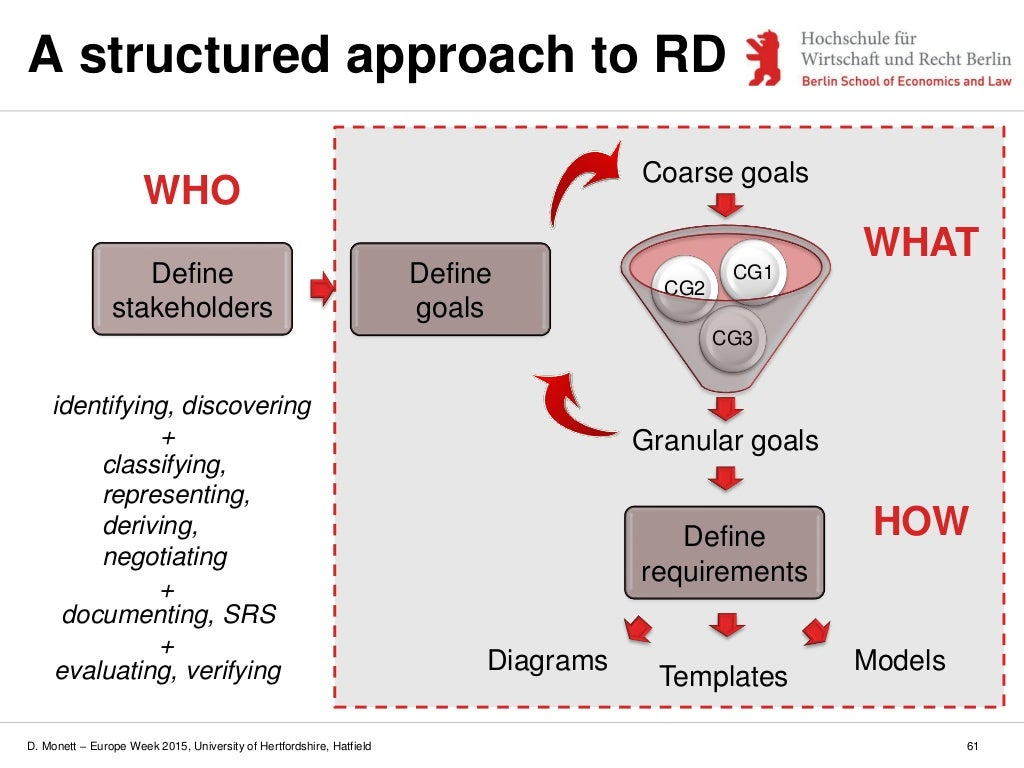 A structured approach to RD
Hochschule für
Wirtschaft und Recht Berlin
Berlin School of Economics and Law
WHO
Define
stakeholders
identifying, discovering
+
classifying,
representing,
deriving,
negotiating
+
documenting, SRS
+
evaluating, verifying
Define
goals
Coarse goals
WHAT
CG1
CG2
CG3
Granular goals
HOW
Define
requirements
Diagrams
Templates
Models
D. Monett – Europe Week 2015, University of Hertfordshire, Hatfield
61